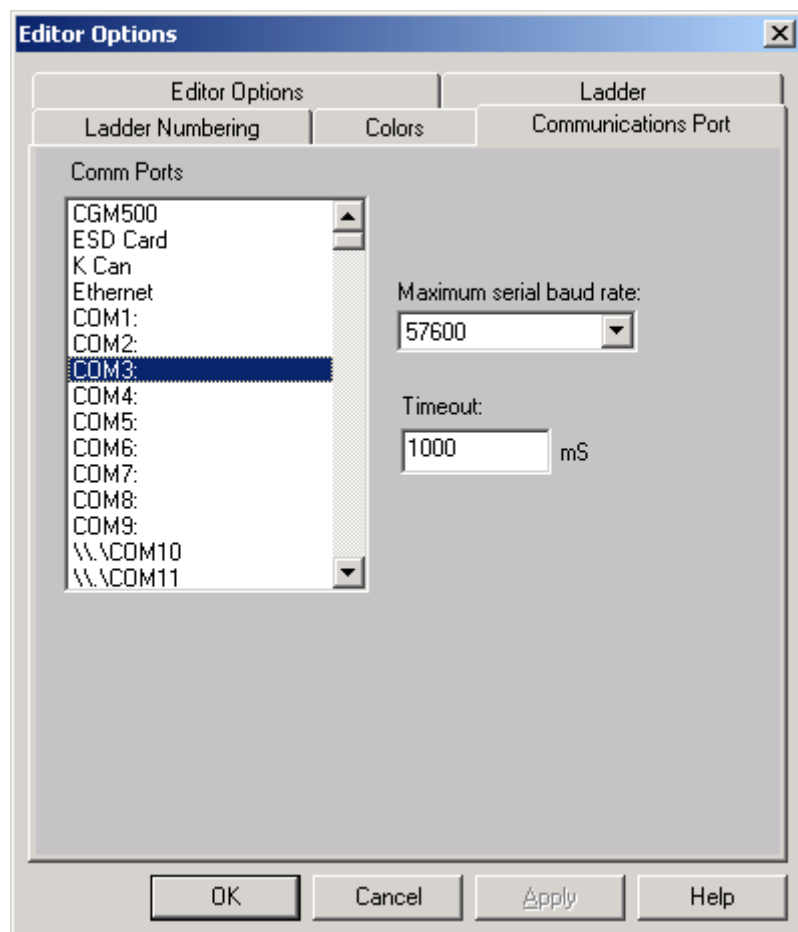 Editor Options
Editor Options Ladder
Ladder Numbering Colors Communications Port
Comm Ports
CGM500
ESD Card
K Can
Ethernet
COM1:
COM2:
COM3:
COM4:
COM5:
COM6:
COM7:
COM8:
COM9:
\\.\COM10
\\.\COM11
Maximum serial baud rate:
57600
Timeout:
1000 mS
OK Cancel Apply Help